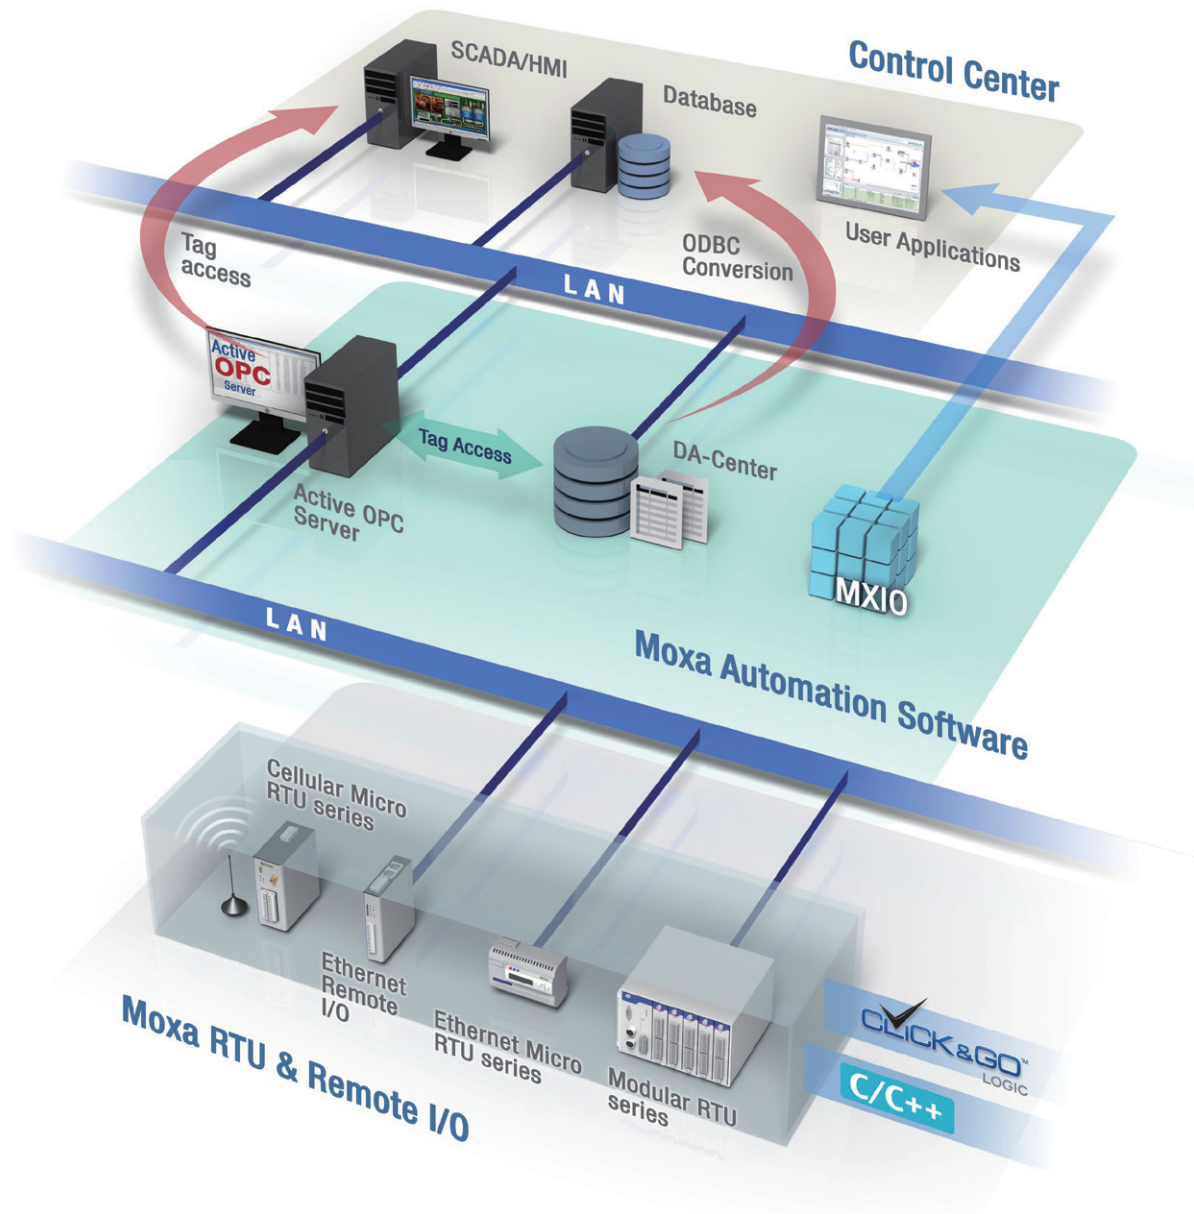 Control Center
SCADA/HMI
Database
User Applications
Tag
access
ODBC
Conversion
LAN
Active
OPC
Server
Tag Access
DA-Center
Active OPC
Server
MXIO
LAN
Moxa Automation Software
Cellular Micro
RTU series
Ethernet
Remote
I/O
Ethernet Micro
RTU series
Modular RTU
series
Moxa RTU & Remote I/O
CLICK&GO™
LOGIC
C/C++